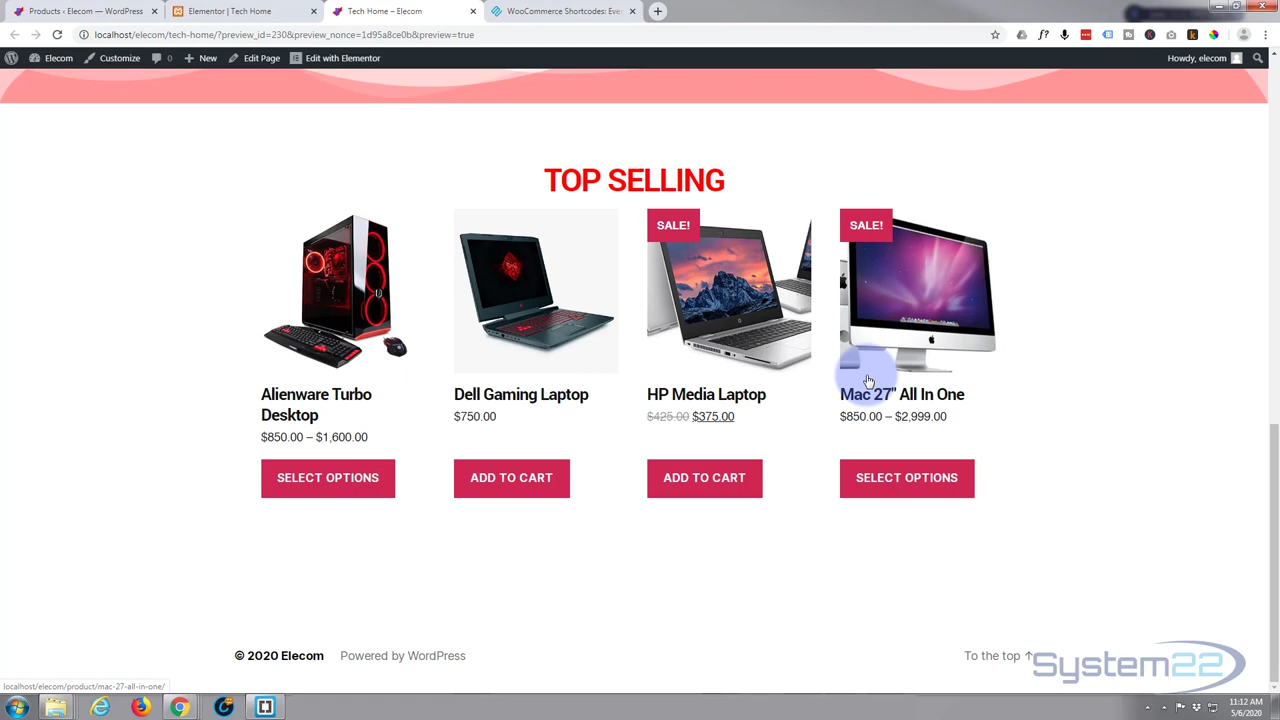 Products ‹ Elecom — WordPress
Elementor | Tech Home
Tech Home – Elecom
WooCommerce Shortcodes: Eve
localhost/elecom/tech-home/?preview_id=230&preview_nonce=1d95a8ce0b&preview=true
Elecom Customize 0 New Edit Page Edit with Elementor Howdy, elecom
TOP SELLING
SALE!
SALE!
Alienware Turbo
Desktop
$850.00 – $1,600.00
SELECT OPTIONS
Dell Gaming Laptop
$750.00
ADD TO CART
HP Media Laptop
$425.00 $375.00
ADD TO CART
Mac 27" All In One
$850.00 – $2,999.00
SELECT OPTIONS
© 2020 Elecom Powered by WordPress To the top ↑
System22
localhost/elecom/product/mac-27-all-in-one/
11:12 AM
5/6/2020